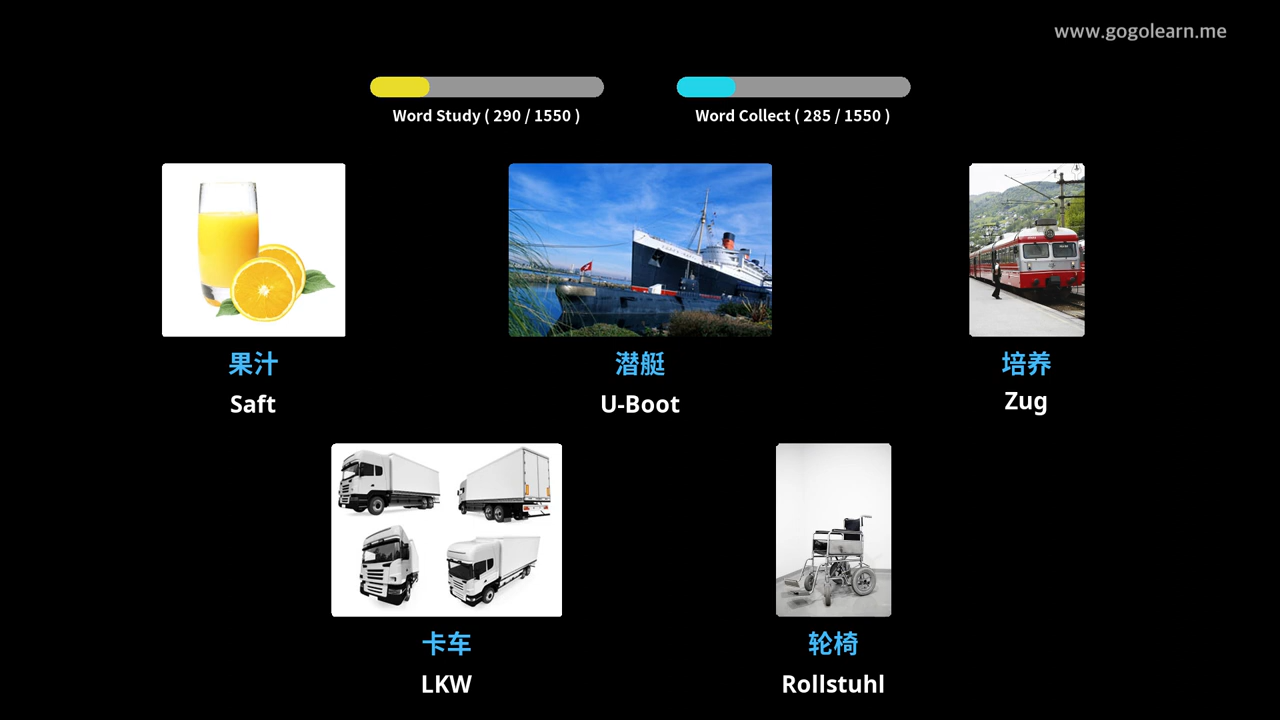 www.gogolearn.me
Word Study ( 290 / 1550 )
Word Collect ( 285 / 1550 )
果汁
Saft
潜艇
U-Boot
培养
Zug
卡车
LKW
轮椅
Rollstuhl